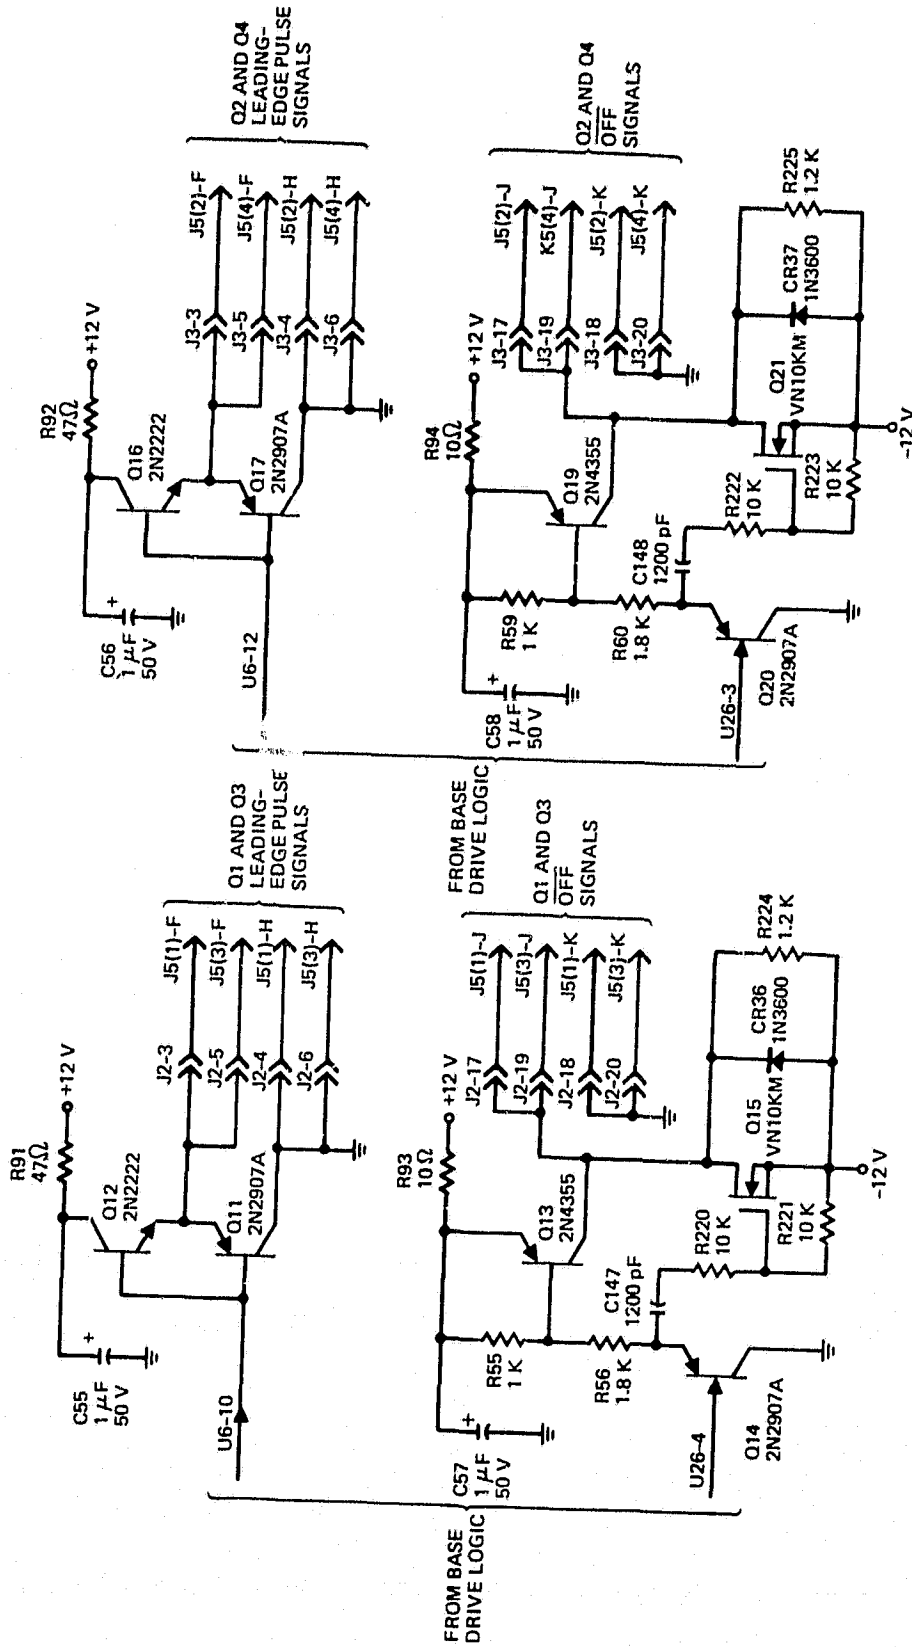 FROM BASE
DRIVE LOGIC
U6-10
C55
1 µF
50 V
+
R91
47Ω
+12 V
Q12
2N2222
Q11
2N2907A
J2-3
J2-5
J2-4
J2-6
J5(1)-F
J5(3)-F
J5(1)-H
J5(3)-H
Q1 AND Q3
LEADING-
EDGE PULSE
SIGNALS
C57
1 µF
50 V
+
R93
10Ω
+12 V
R55
1 K
Q13
2N4355
R56
1.8 K
C147
1200 pF
U26-4
Q14
2N2907A
R220
10 K
R221
10 K
Q15
VN10KM
CR36
1N3600
R224
1.2 K
-12 V
J2-17
J2-19
J2-18
J2-20
J5(1)-J
J5(3)-J
J5(1)-K
J5(3)-K
Q1 AND Q3
OFF
SIGNALS
FROM BASE
DRIVE LOGIC
U6-12
C56
1 µF
50 V
+
R92
47Ω
+12 V
Q16
2N2222
Q17
2N2907A
J3-3
J3-5
J3-4
J3-6
J5(2)-F
J5(4)-F
J5(2)-H
J5(4)-H
Q2 AND Q4
LEADING-
EDGE PULSE
SIGNALS
C58
1 µF
50 V
+
R94
10Ω
+12 V
R59
1 K
Q19
2N4355
R60
1.8 K
C148
1200 pF
U26-3
Q20
2N2907A
R222
10 K
R223
10 K
Q21
VN10KM
CR37
1N3600
R225
1.2 K
-12 V
J3-17
J3-19
J3-18
J3-20
J5(2)-J
K5(4)-J
J5(2)-K
J5(4)-K
Q2 AND Q4
OFF
SIGNALS